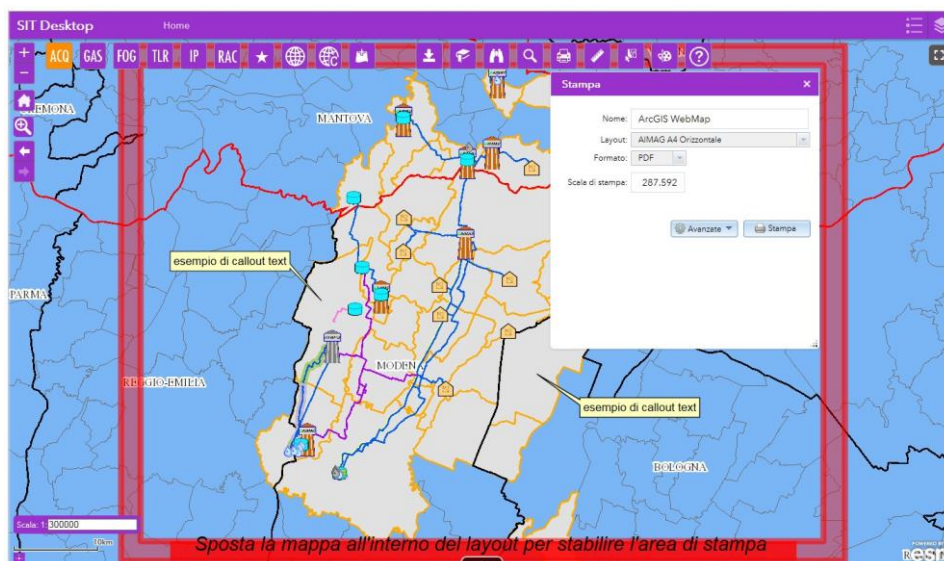 SIT Desktop
Home
ACQ GAS FOG TLR IP RAC
Stampa
Nome: ArcGIS WebMap
Layout: AIMAG A4 Orizzontale
Formato: PDF
Scala di stampa: 287.592
Avanzate
Stampa
MANTOVA
esempio di callout text
PARMA
MODENA
REGGIO-EMILIA
esempio di callout text
BOLOGNA
Scala: 1: 300000
10km
Sposta la mappa all'interno del layout per stabilire l'area di stampa
POWERED BY
esri